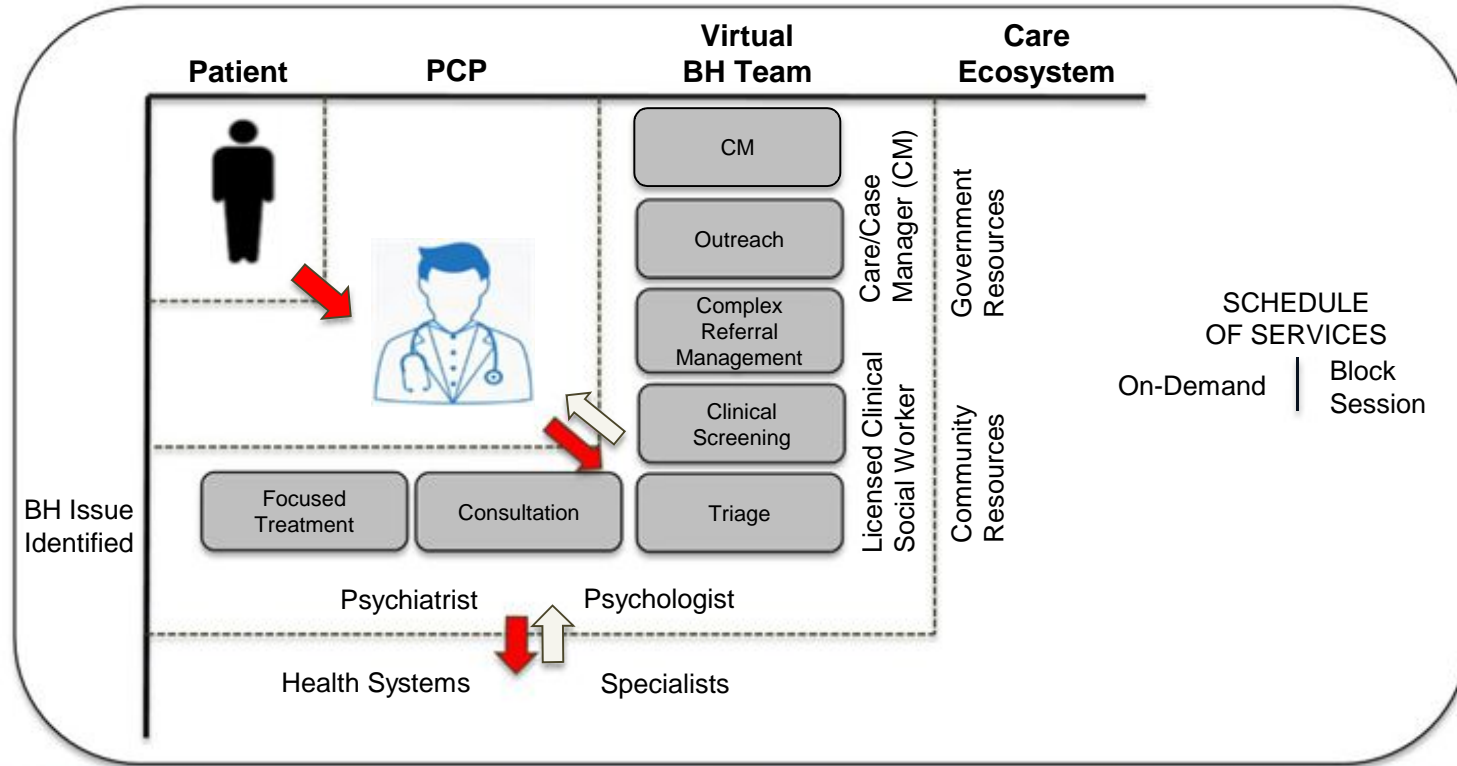 Patient
PCP
Virtual
BH Team
Care
Ecosystem
CM
Outreach
Complex
Referral
Management
Clinical
Screening
Triage
Consultation
Focused
Treatment
Care/Case
Manager (CM)
Licensed Clinical
Social Worker
Government
Resources
Community
Resources
SCHEDULE
OF SERVICES
On-Demand
Block
Session
BH Issue
Identified
Psychiatrist
Psychologist
Health Systems
Specialists